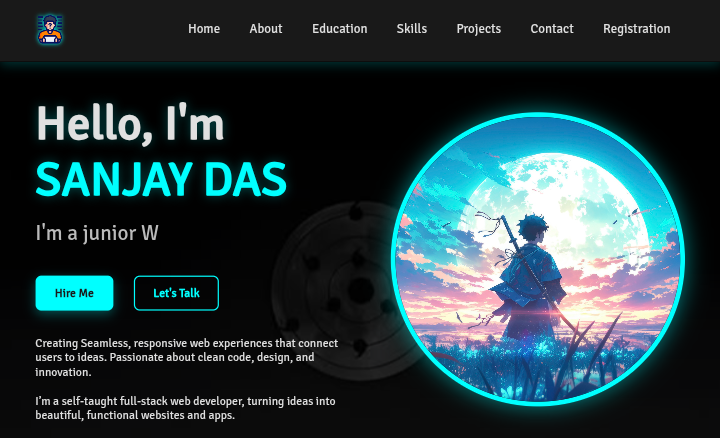 Home About Education Skills Projects Contact Registration
Hello, I'm
SANJAY DAS
I'm a junior W
Hire Me Let's Talk
Creating Seamless, responsive web experiences that connect
users to ideas. Passionate about clean code, design, and
innovation.
I'm a self-taught full-stack web developer, turning ideas into
beautiful, functional websites and apps.